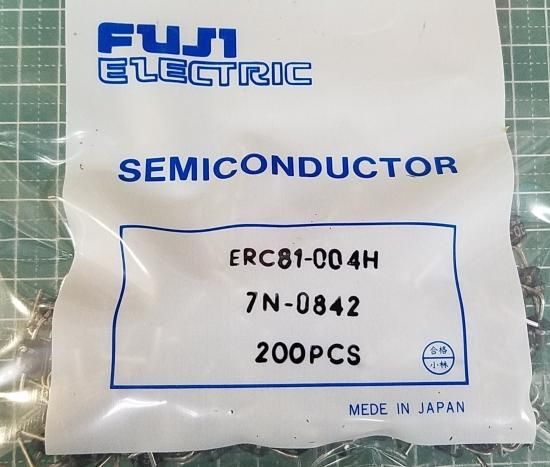 FUJI
ELECTRIC
SEMICONDUCTOR
ERC81-004H
7N-0842
200PCS
合格
小林
MEDE IN JAPAN